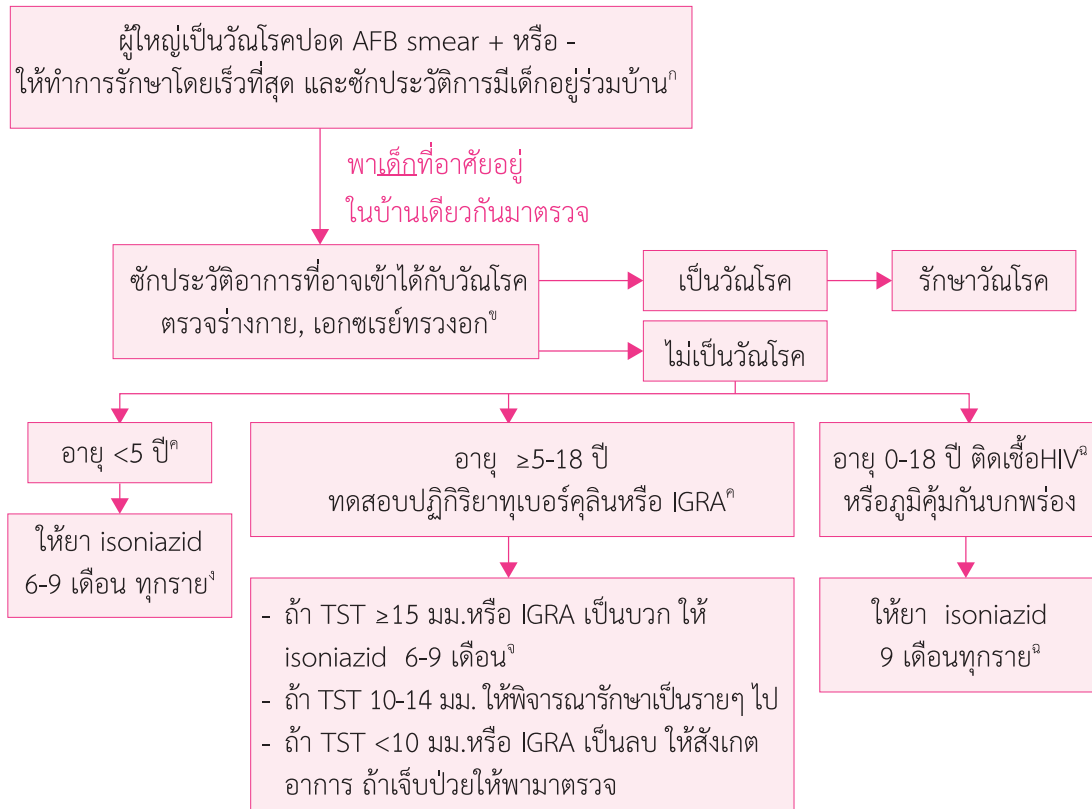 ผู้ใหญ่เป็นวัณโรคปอด AFB smear + หรือ -
ให้ทำการรักษาโดยเร็วที่สุด และซักประวัติการมีเด็กอยู่ร่วมบ้านก
พาเด็กที่อาศัยอยู่
ในบ้านเดียวกันมาตรวจ
ซักประวัติอาการที่อาจเข้าได้กับวัณโรค
ตรวจร่างกาย, เอกซเรย์ทรวงอกข
เป็นวัณโรค
รักษาวัณโรค
ไม่เป็นวัณโรค
อายุ <5 ปีค
ให้ยา isoniazid
6-9 เดือน ทุกรายง
อายุ ≥5-18 ปี
ทดสอบปฏิกิริยาทุเบอร์คุลินหรือ IGRAค
- ถ้า TST ≥15 มม.หรือ IGRA เป็นบวก ให้
isoniazid 6-9 เดือนจ
- ถ้า TST 10-14 มม. ให้พิจารณารักษาเป็นรายๆ ไป
- ถ้า TST <10 มม.หรือ IGRA เป็นลบ ให้สังเกต
อาการ ถ้าเจ็บป่วยให้พามาตรวจ
อายุ 0-18 ปี ติดเชื้อHIVฉ
หรือภูมิคุ้มกันบกพร่อง
ให้ยา isoniazid
9 เดือนทุกรายฉ